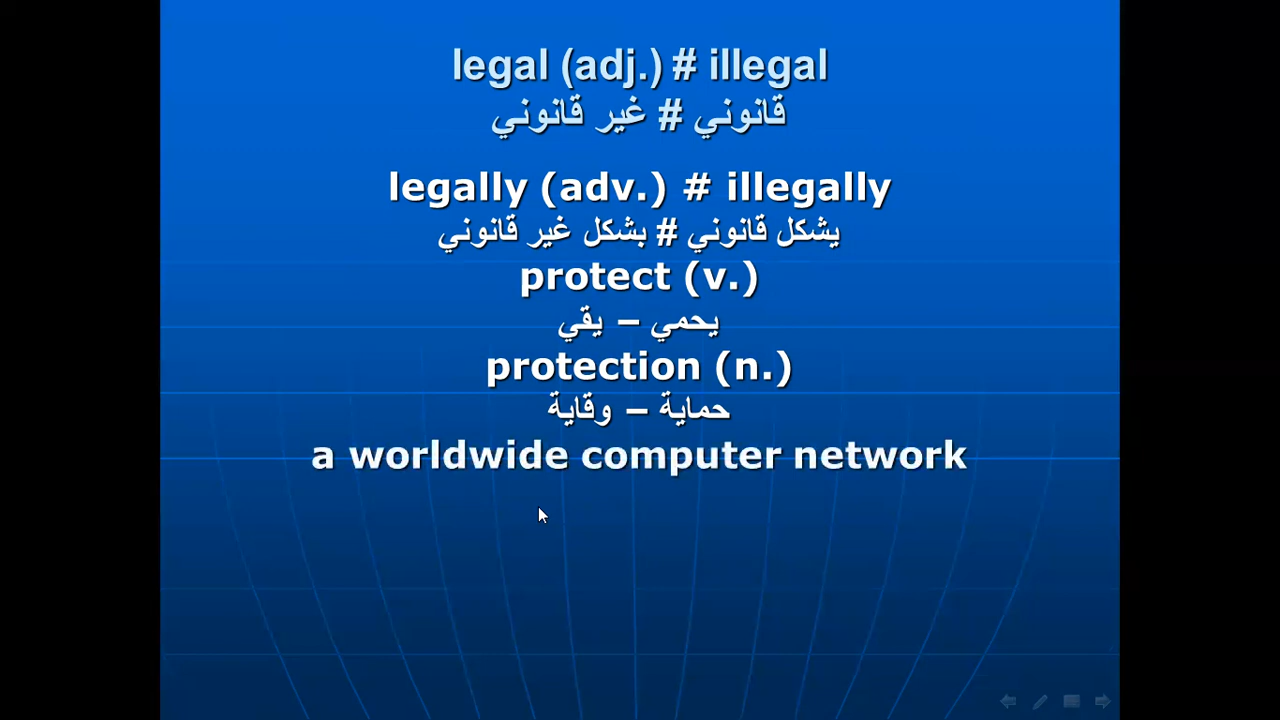 legal (adj.) # illegal
قانوني # غير قانوني
legally (adv.) # illegally
يشكل قانوني # بشكل غير قانوني
protect (v.)
يحمي – يقي
protection (n.)
حماية – وقاية
a worldwide computer network